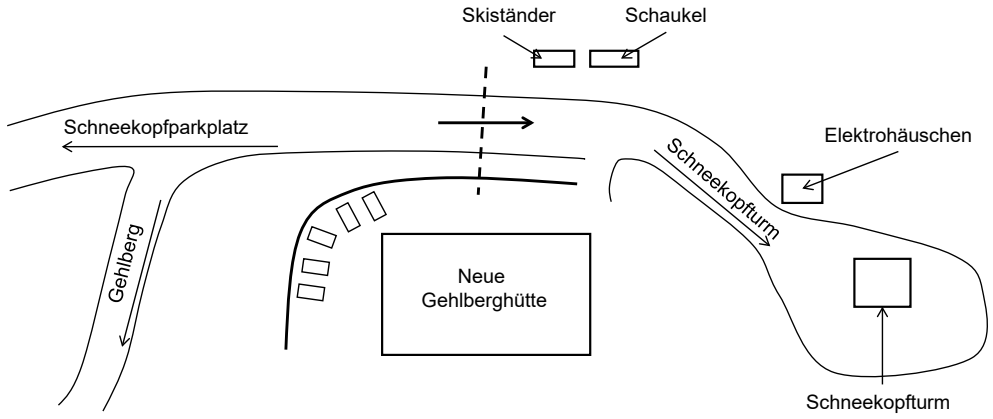 Skiständer
Schaukel
Schneekopfparkplatz
Elektrohäuschen
Schneekopfturm
Gehlberg
Neue
Gehlberghütte
Schneekopfturm